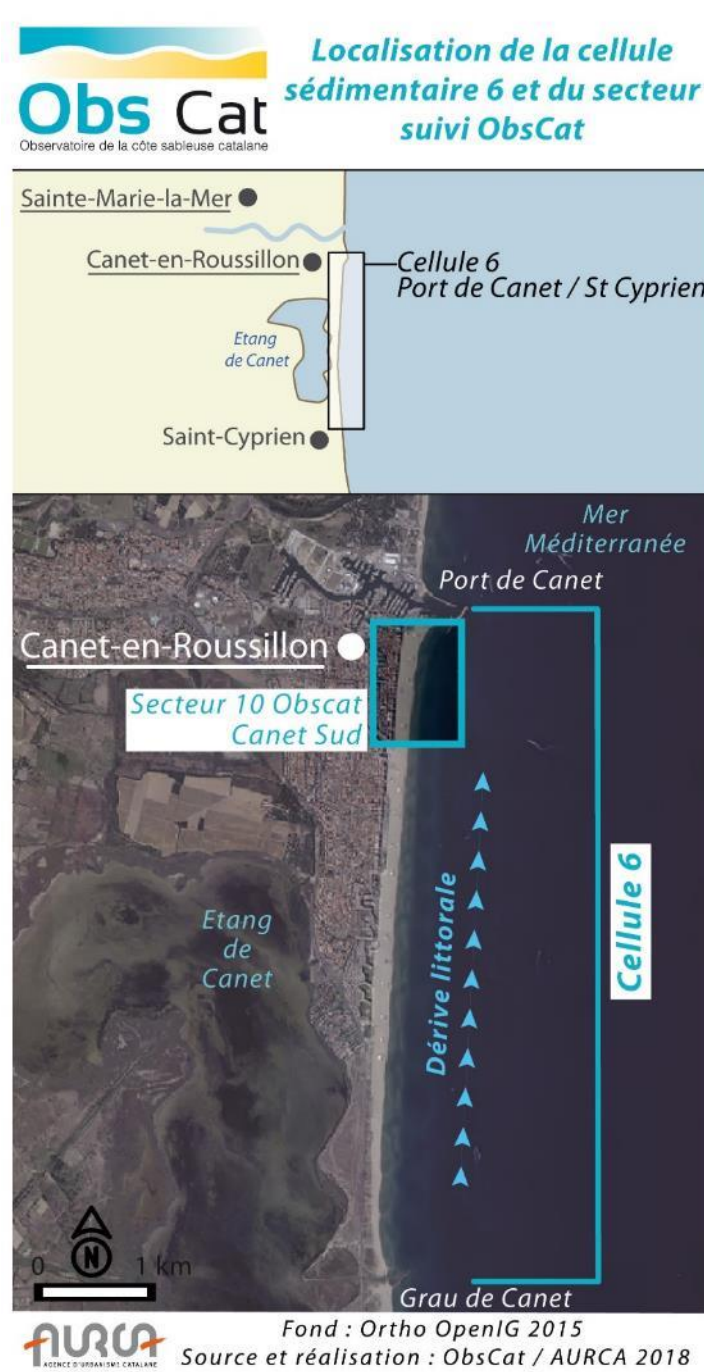 Obs Cat
Observatoire de la côte sableuse catalane
Localisation de la cellule
sédimentaire 6 et du secteur
suivi ObsCat
Sainte-Marie-la-Mer
Canet-en-Roussillon
Cellule 6
Port de Canet / St Cyprien
Etang
de Canet
Saint-Cyprien
Mer
Méditerranée
Port de Canet
Canet-en-Roussillon
Secteur 10 Obscat
Canet Sud
Etang
de
Canet
Dérive littorale
Cellule 6
N
0 1 km
Grau de Canet
AURCA
AGENCE D'URBANISME CATALANE
Fond : Ortho OpenIG 2015
Source et réalisation : ObsCat / AURCA 2018